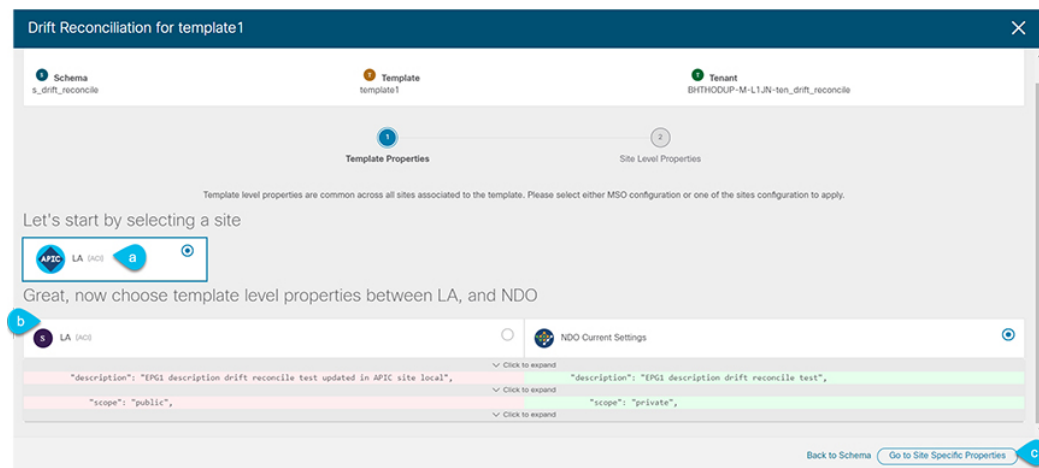 Drift Reconciliation for template1
S Schema
s_drift_reconcile
T Template
template1
T Tenant
BHTHODUP-M-L1JN-ten_drift_reconcile
1
Template Properties
2
Site Level Properties
Template level properties are common across all sites associated to the template. Please select either MSO configuration or one of the sites configuration to apply.
Let's start by selecting a site
APIC LA (ACI) a
Great, now choose template level properties between LA, and NDO
b
S LA (ACI)
NDO Current Settings
Click to expand
"description": "EPG1 description drift reconcile test updated in APIC site local", "description": "EPG1 description drift reconcile test",
Click to expand
"scope": "public", "scope": "private",
Click to expand
Back to Schema Go to Site Specific Properties c